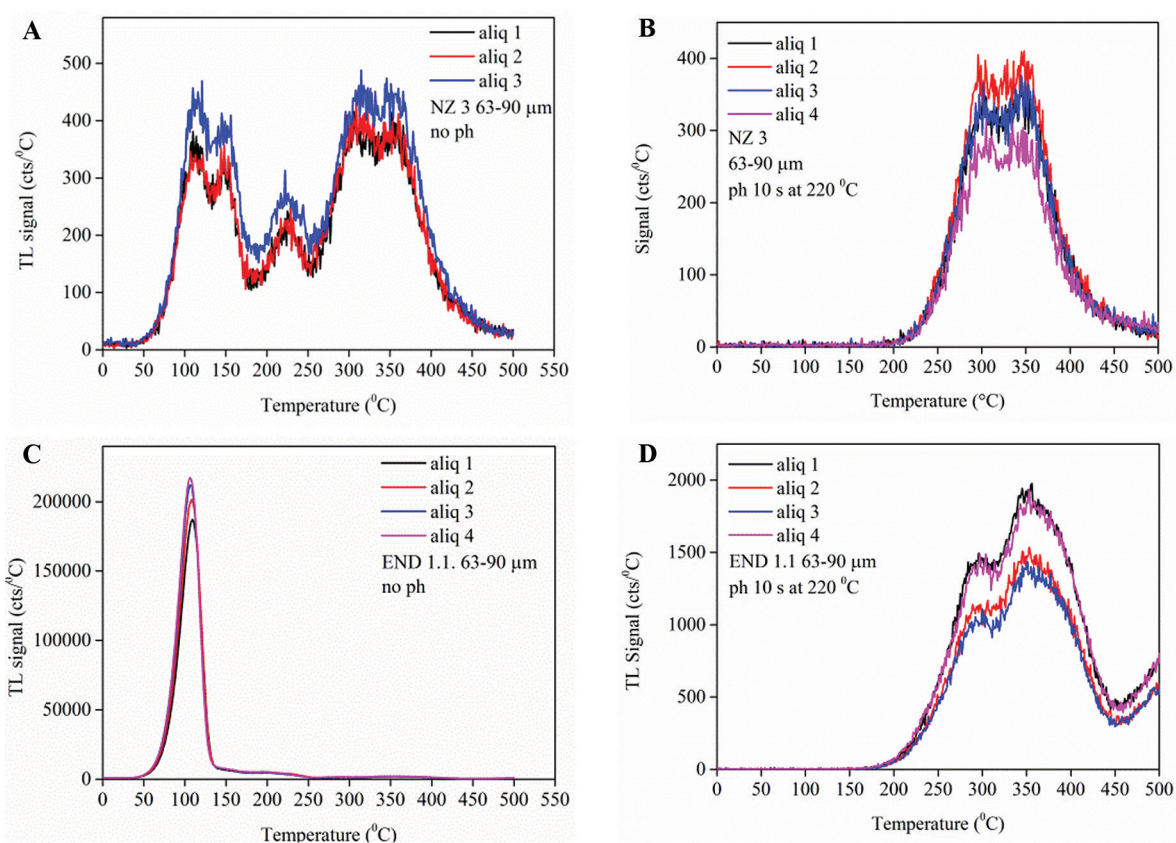 A
aliq 1
aliq 2
aliq 3
NZ 3 63-90 µm
no ph
500
400
300
200
100
0
TL signal (cts/⁰C)
0 50 100 150 200 250 300 350 400 450 500
Temperature (⁰C)
B
aliq 1
aliq 2
aliq 3
aliq 4
NZ 3
63-90 µm
ph 10 s at 220 ⁰C
400
300
200
100
0
Signal (cts/⁰C)
0 50 100 150 200 250 300 350 400 450 500
Temperature (°C)
C
aliq 1
aliq 2
aliq 3
aliq 4
END 1.1. 63-90 µm
no ph
200000
150000
100000
50000
0
TL signal (cts/⁰C)
0 50 100 150 200 250 300 350 400 450 500 550
Temperature (⁰C)
D
aliq 1
aliq 2
aliq 3
aliq 4
END 1.1 63-90 µm
ph 10 s at 220 ⁰C
2000
1500
1000
500
0
TL Signal (cts/⁰C)
0 50 100 150 200 250 300 350 400 450 500
Temperature (⁰C)